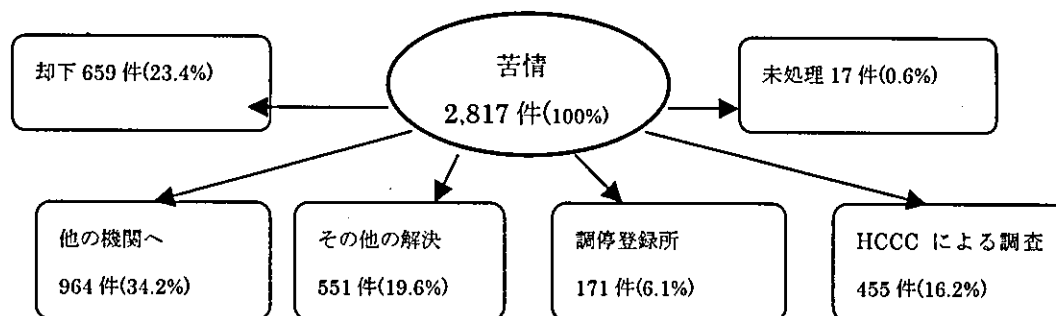 苦情
2,817 件(100%)
却下 659 件(23.4%)
未処理 17 件(0.6%)
他の機関へ
964 件(34.2%)
その他の解決
551 件(19.6%)
調停登録所
171 件(6.1%)
HCCC による調査
455 件(16.2%)